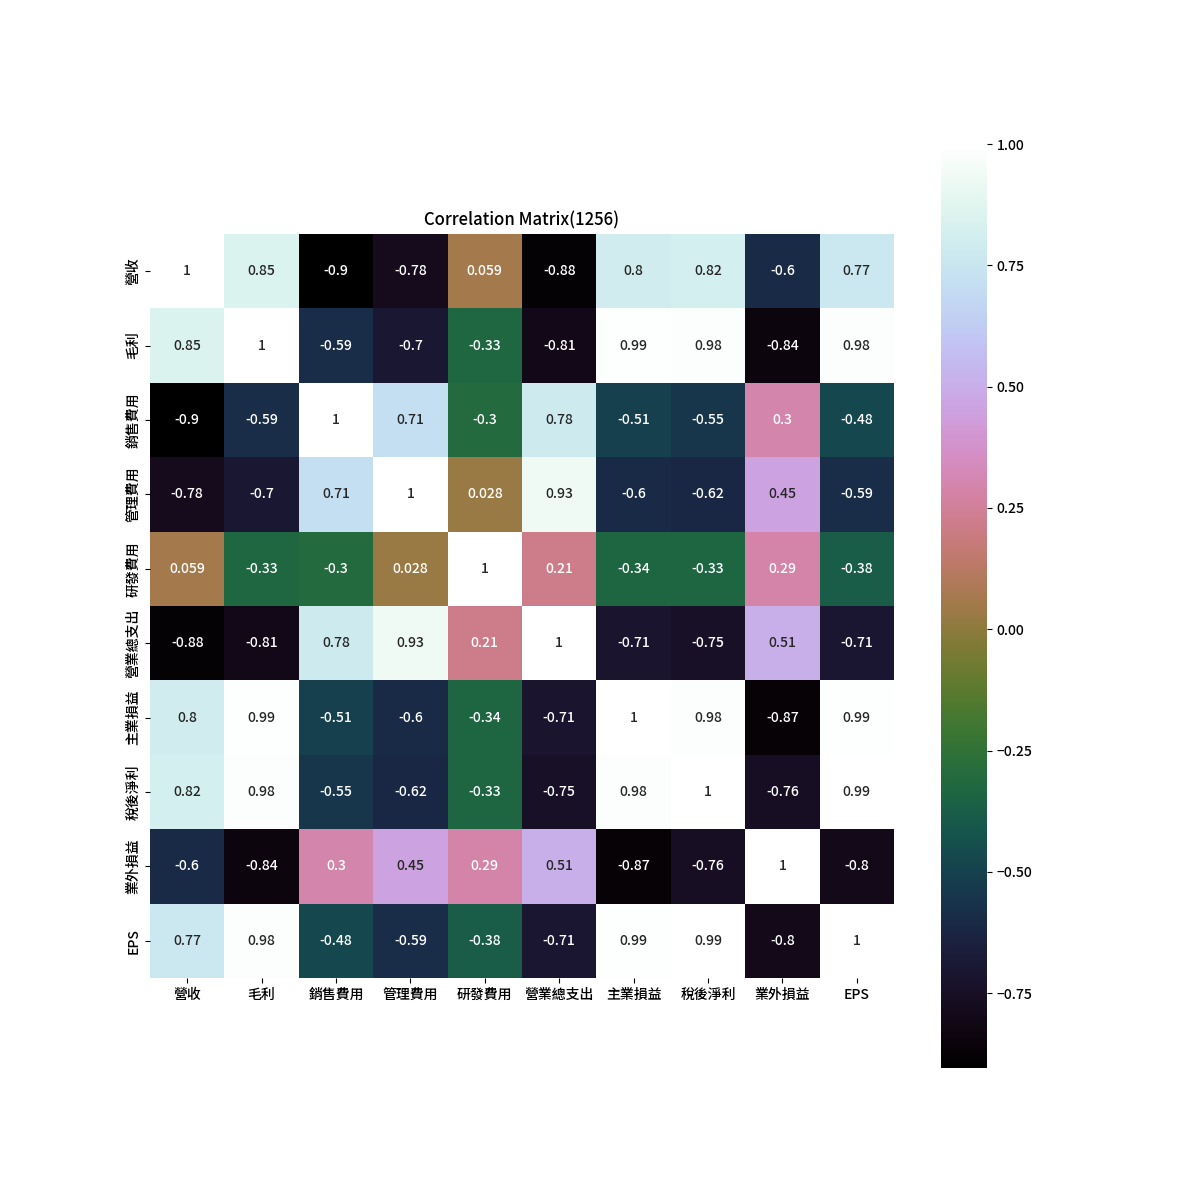 Correlation Matrix(1256)
營收 1 0.85 -0.9 -0.78 0.059 -0.88 0.8 0.82 -0.6 0.77
毛利 0.85 1 -0.59 -0.7 -0.33 -0.81 0.99 0.98 -0.84 0.98
銷售費用 -0.9 -0.59 1 0.71 -0.3 0.78 -0.51 -0.55 0.3 -0.48
管理費用 -0.78 -0.7 0.71 1 0.028 0.93 -0.6 -0.62 0.45 -0.59
研發費用 0.059 -0.33 -0.3 0.028 1 0.21 -0.34 -0.33 0.29 -0.38
營業總支出 -0.88 -0.81 0.78 0.93 0.21 1 -0.71 -0.75 0.51 -0.71
主業損益 0.8 0.99 -0.51 -0.6 -0.34 -0.71 1 0.98 -0.87 0.99
稅後淨利 0.82 0.98 -0.55 -0.62 -0.33 -0.75 0.98 1 -0.76 0.99
業外損益 -0.6 -0.84 0.3 0.45 0.29 0.51 -0.87 -0.76 1 -0.8
EPS 0.77 0.98 -0.48 -0.59 -0.38 -0.71 0.99 0.99 -0.8 1
營收 毛利 銷售費用 管理費用 研發費用 營業總支出 主業損益 稅後淨利 業外損益 EPS
1.00
0.75
0.50
0.25
0.00
−0.25
−0.50
−0.75